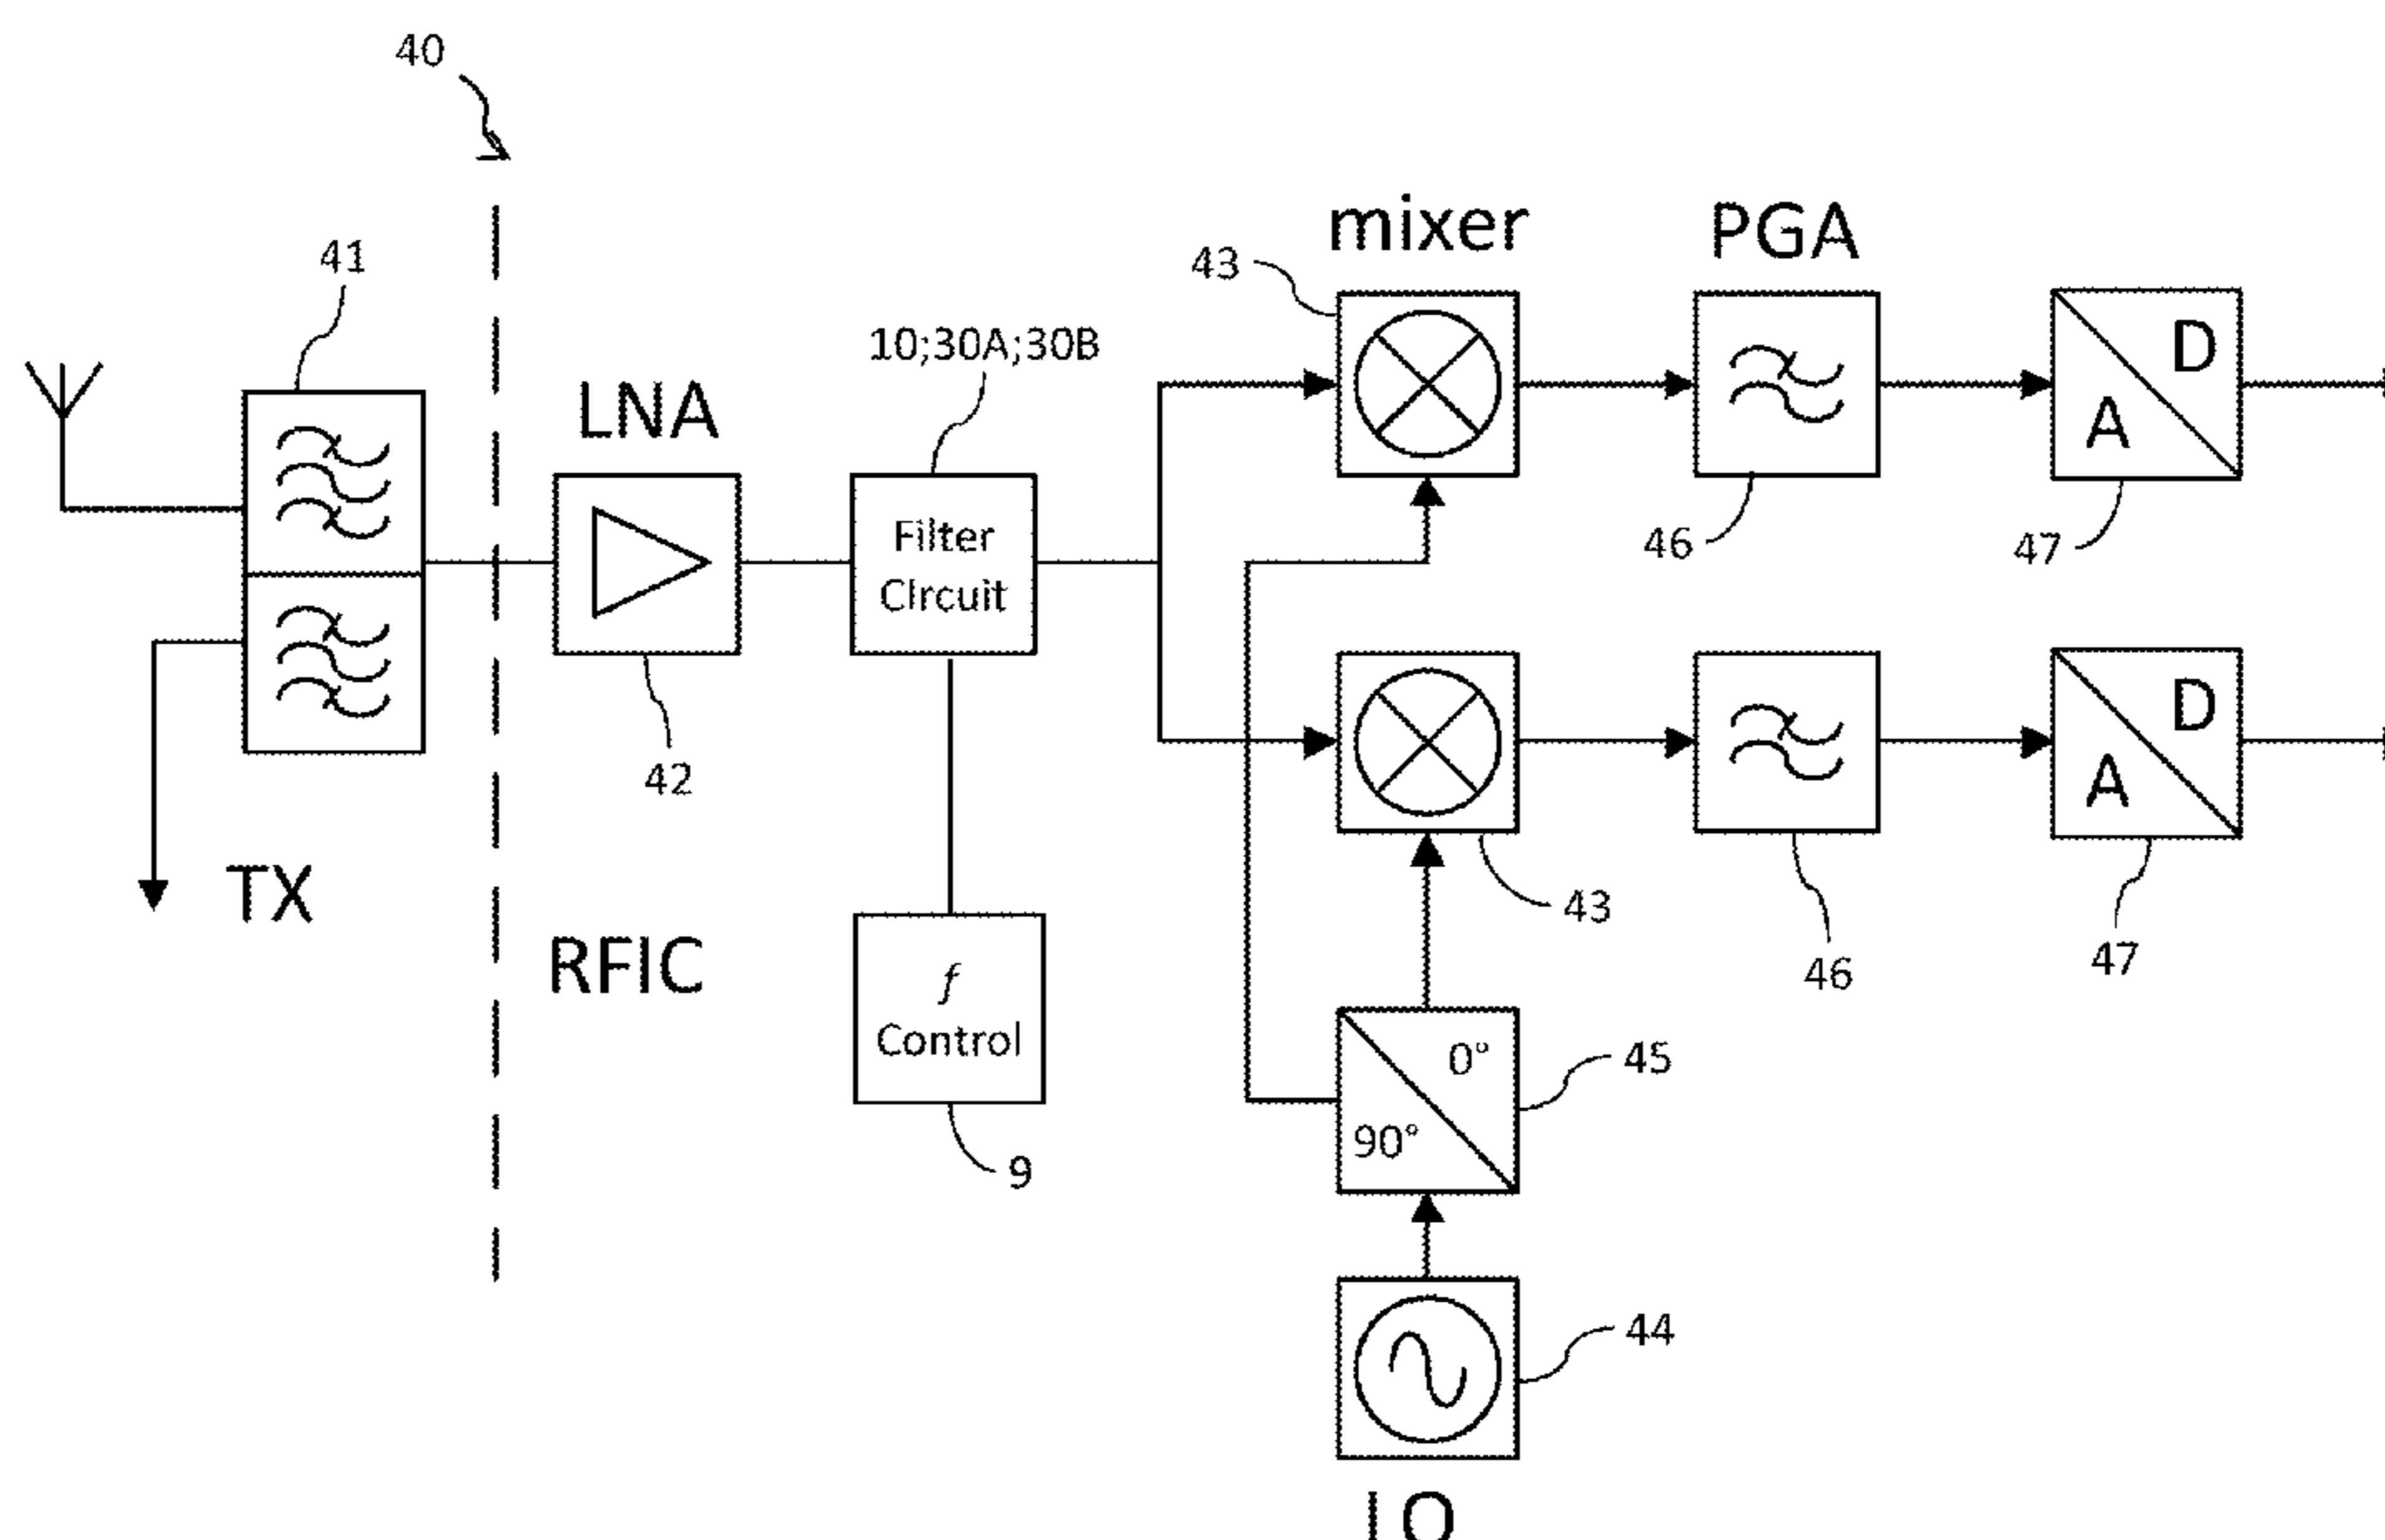 40
mixer
PGA
41
43
10;30A;30B
LNA
D
A
Filter
CIrcuit
46
47
42
D
A
TX
43
RFIC
46
47
f
Control
0°
90°
45
9
44
LO